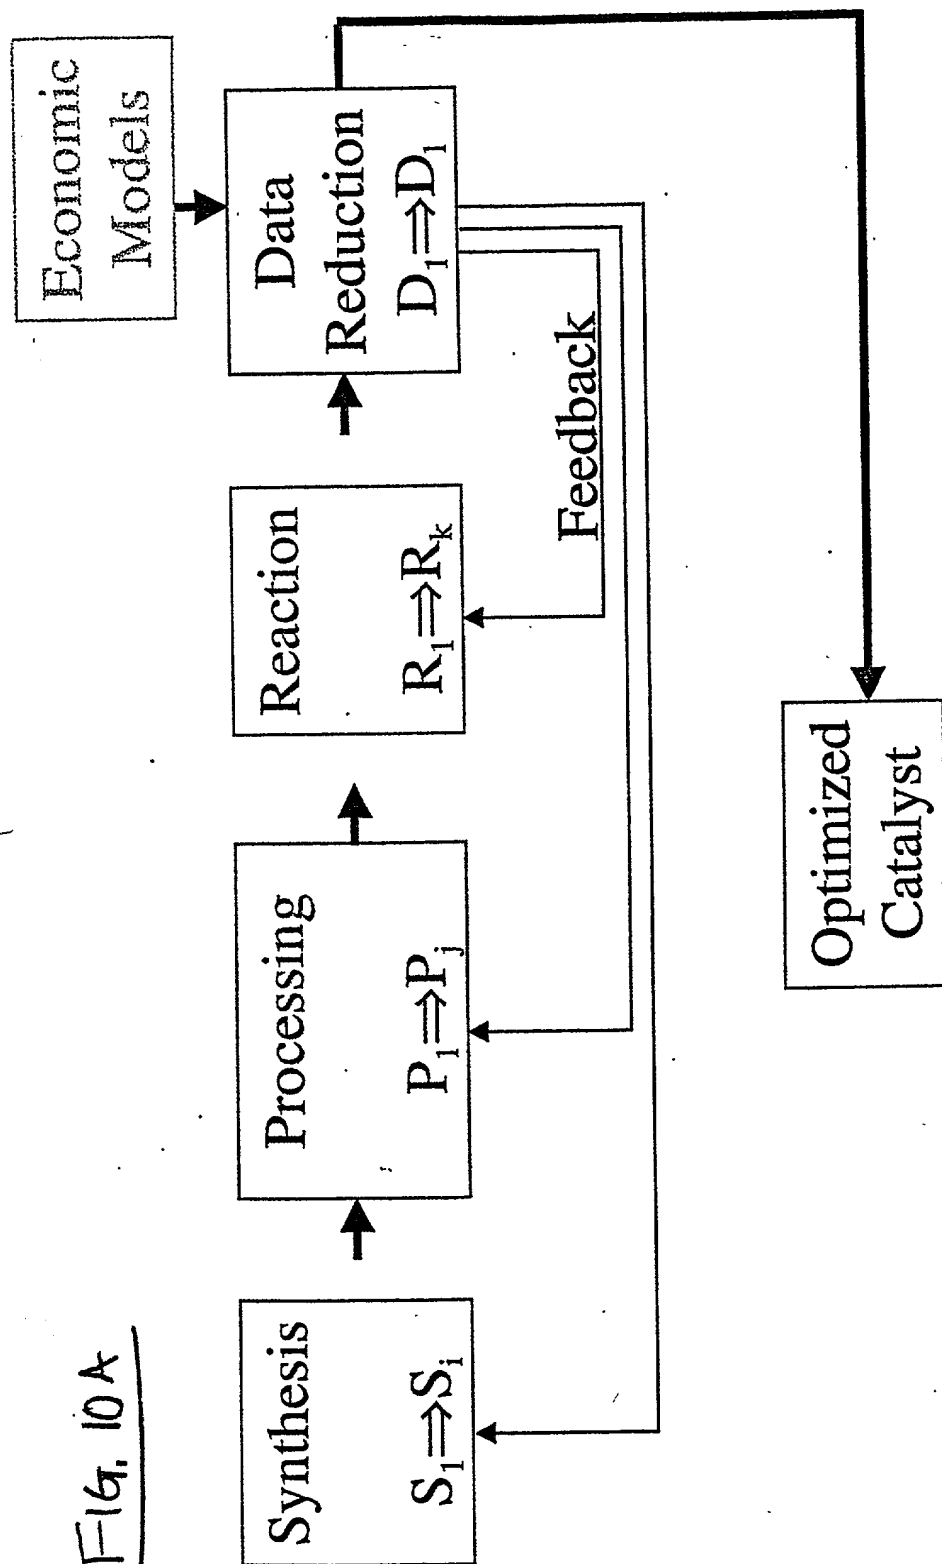 FIG. 10A
Economic
Models
Synthesis
S₁⇒Sᵢ
Processing
P₁⇒Pⱼ
Reaction
R₁⇒Rₖ
Data
Reduction
D₁⇒D₁
Feedback
Optimized
Catalyst